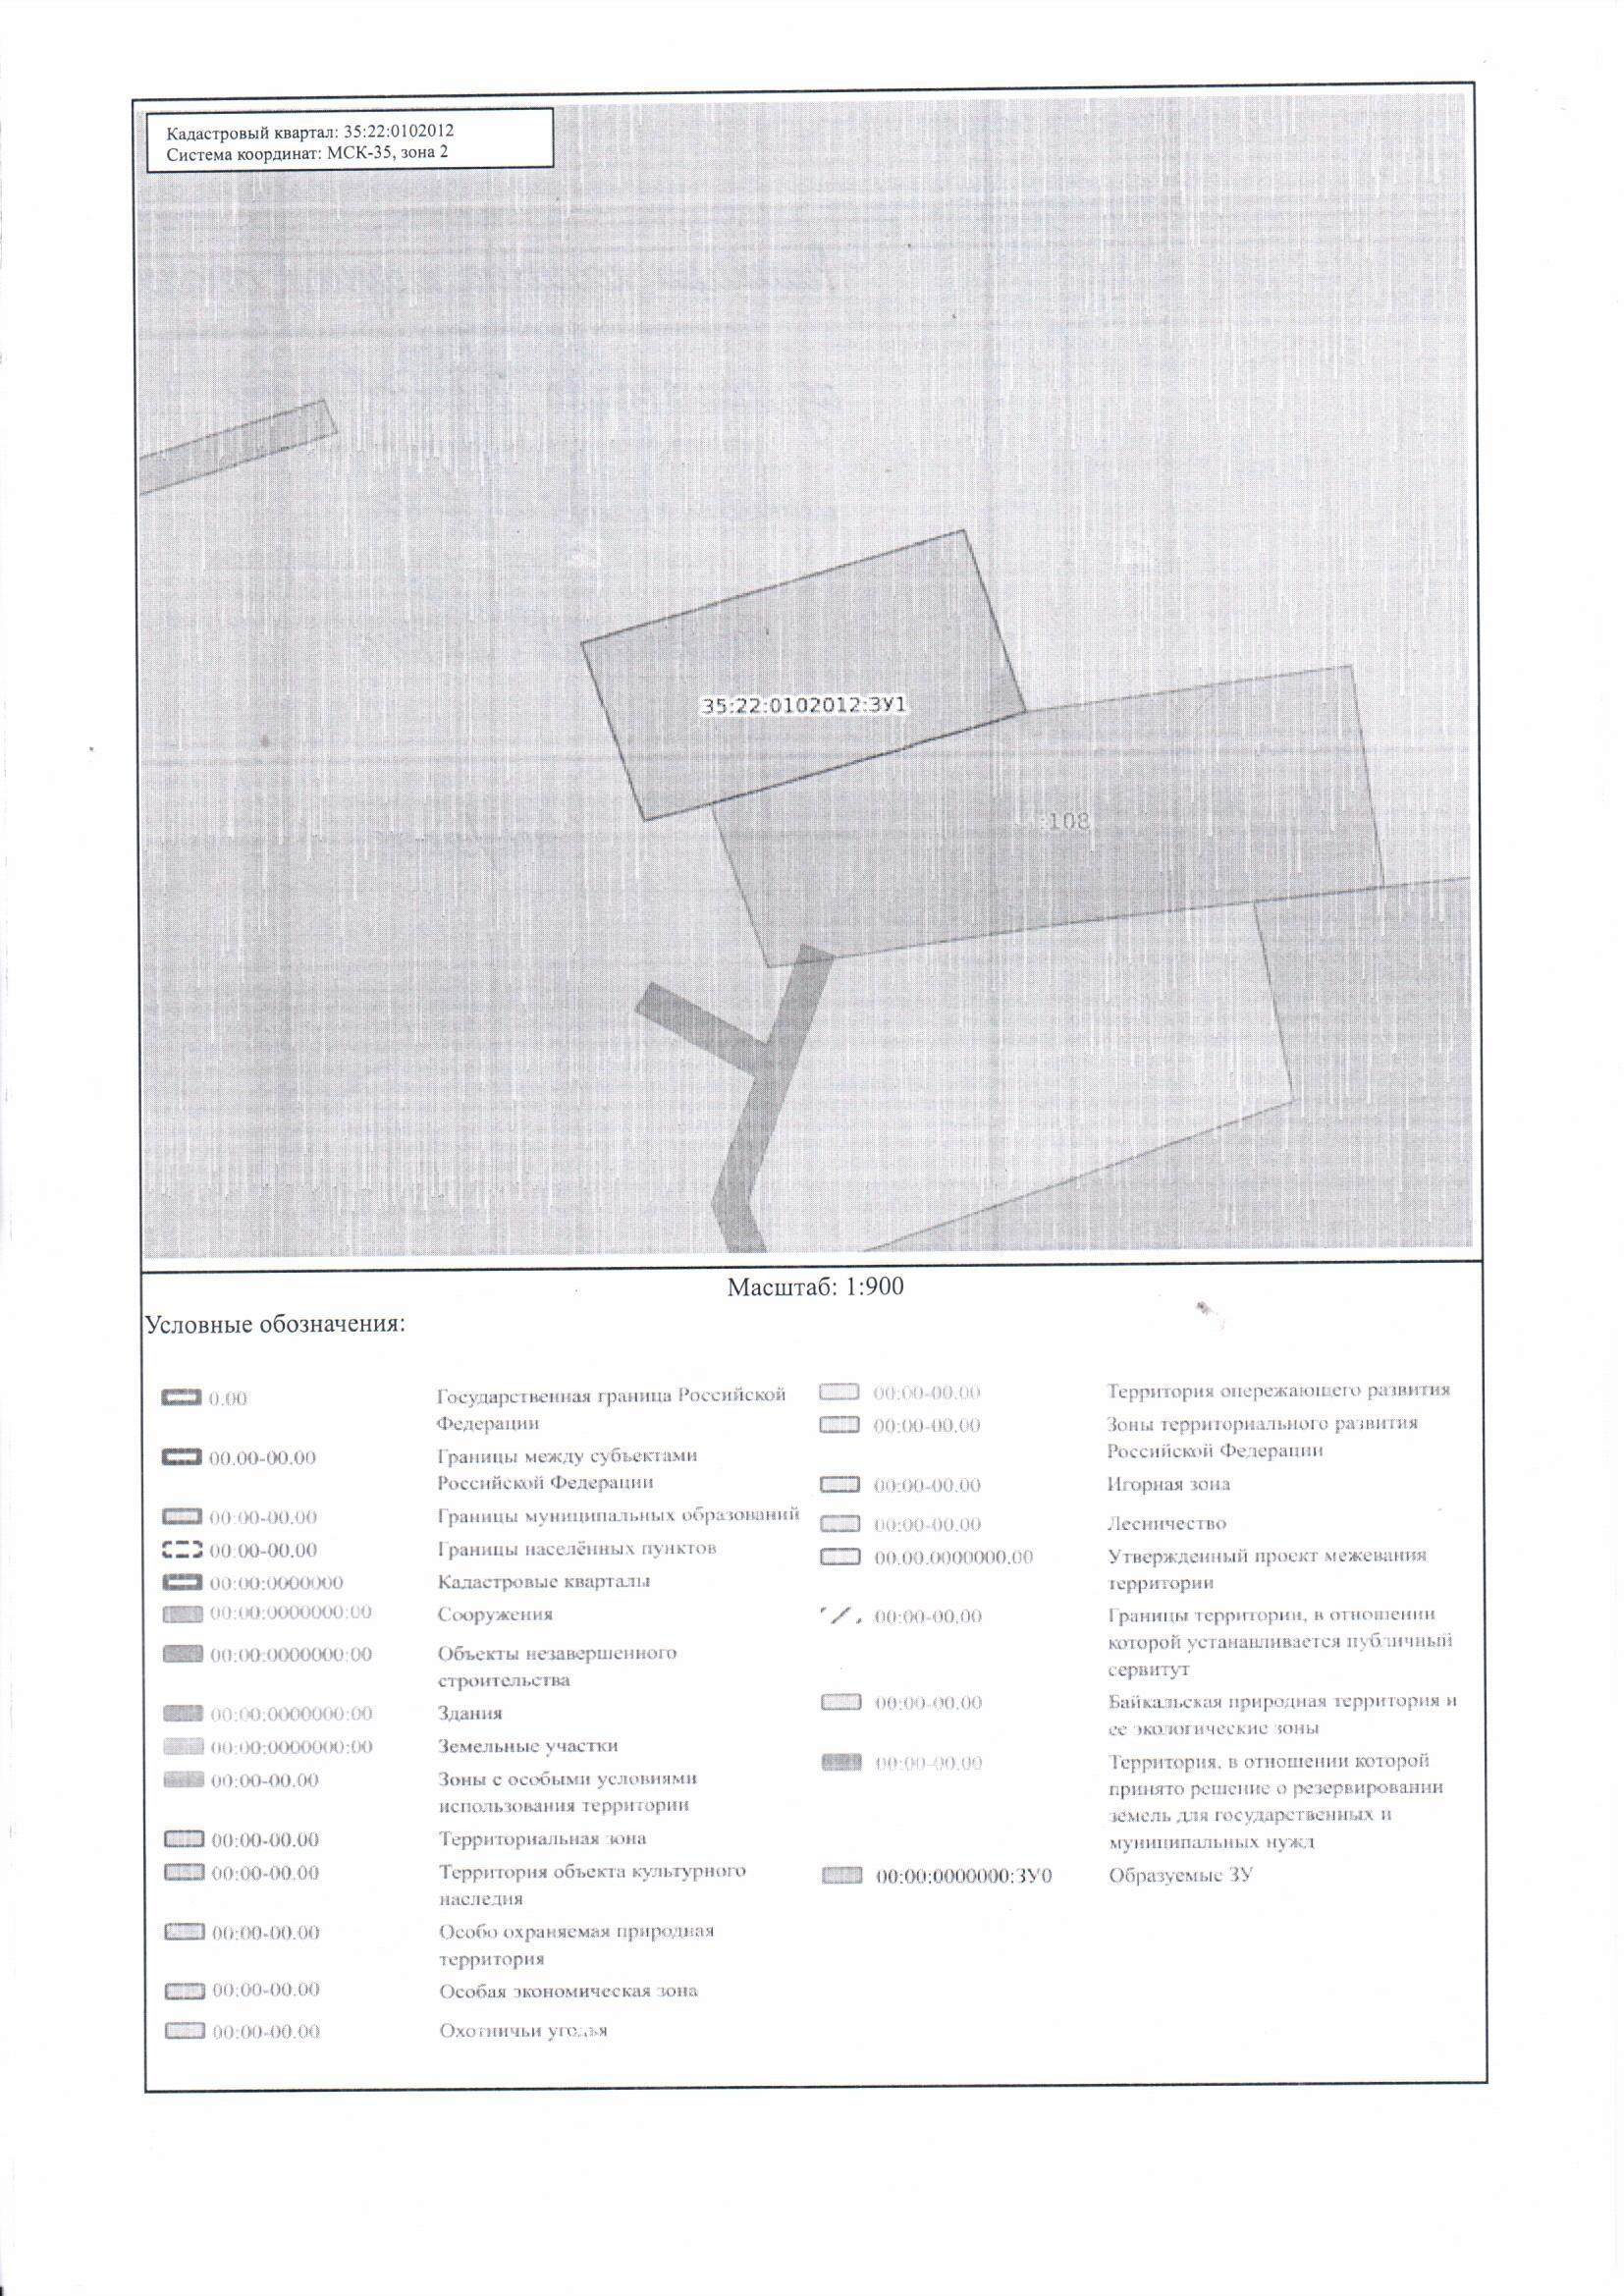 Кадастровый квартал: 35:22:0102012
Система координат: МСК-35, зона 2
35:22:0102012:ЗУ1
:108
Масштаб: 1:900
Условные обозначения:
0.00 Государственная граница Российской
Федерации
00.00-00.00 Границы между субъектами
Российской Федерации
00:00-00.00 Границы муниципальных образований
00:00-00.00 Границы населённых пунктов
00:00:0000000 Кадастровые кварталы
00:00:0000000:00 Сооружения
00:00:0000000:00 Объекты незавершенного
строительства
00:00:0000000:00 Здания
00:00:0000000:00 Земельные участки
00:00-00.00 Зоны с особыми условиями
использования территории
00:00-00.00 Территориальная зона
00:00-00.00 Территория объекта культурного
наследия
00:00-00.00 Особо охраняемая природная
территория
00:00-00.00 Особая экономическая зона
00:00-00.00 Охотничьи угодья
00:00-00.00 Территория опережающего развития
00:00-00.00 Зоны территориального развития
Российской Федерации
00:00-00.00 Игорная зона
00:00-00.00 Лесничество
00.00.0000000.00 Утвержденный проект межевания
территории
00:00-00.00 Границы территории, в отношении
которой устанавливается публичный
сервитут
00:00-00.00 Байкальская природная территория и
ее экологические зоны
00:00-00.00 Территория, в отношении которой
принято решение о резервировании
земель для государственных и
муниципальных нужд
00:00:0000000:ЗУ0 Образуемые ЗУ